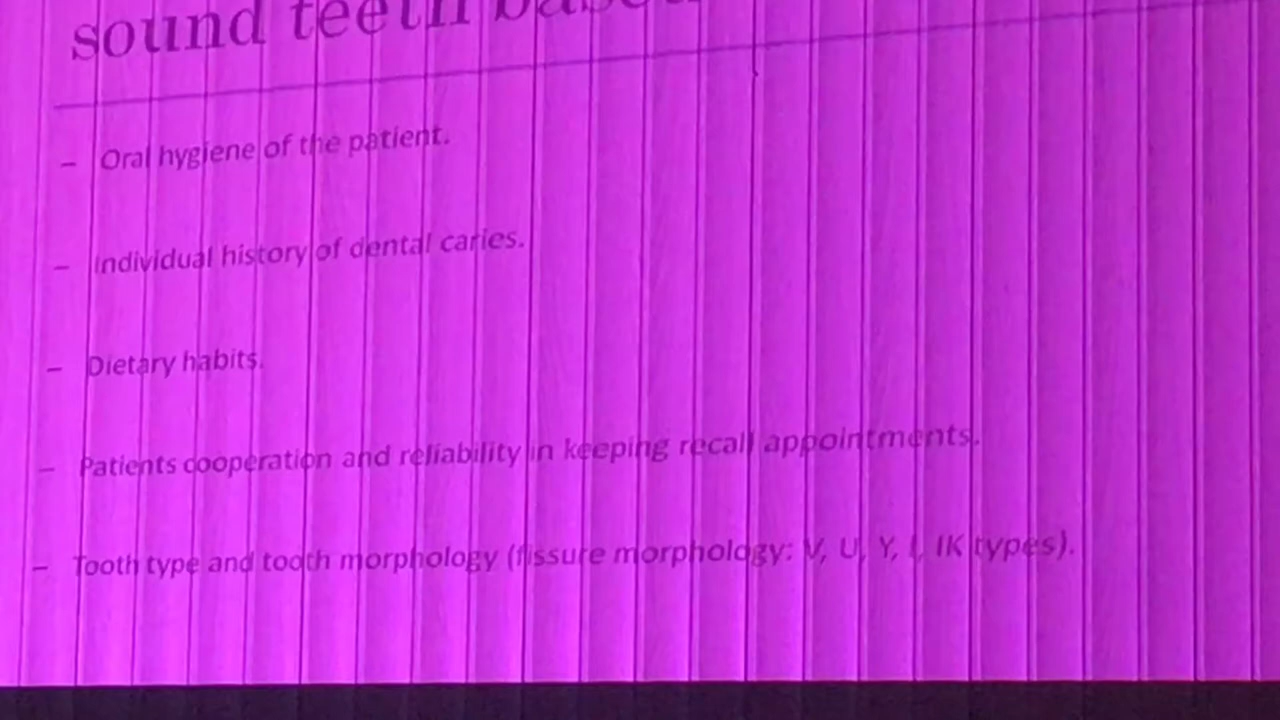 sound teeth based
– Oral hygiene of the patient.
– Individual history of dental caries.
– Dietary habits.
– Patients cooperation and reliability in keeping recall appointments.
– Tooth type and tooth morphology (fissure morphology: V, U, Y, I, IK types).